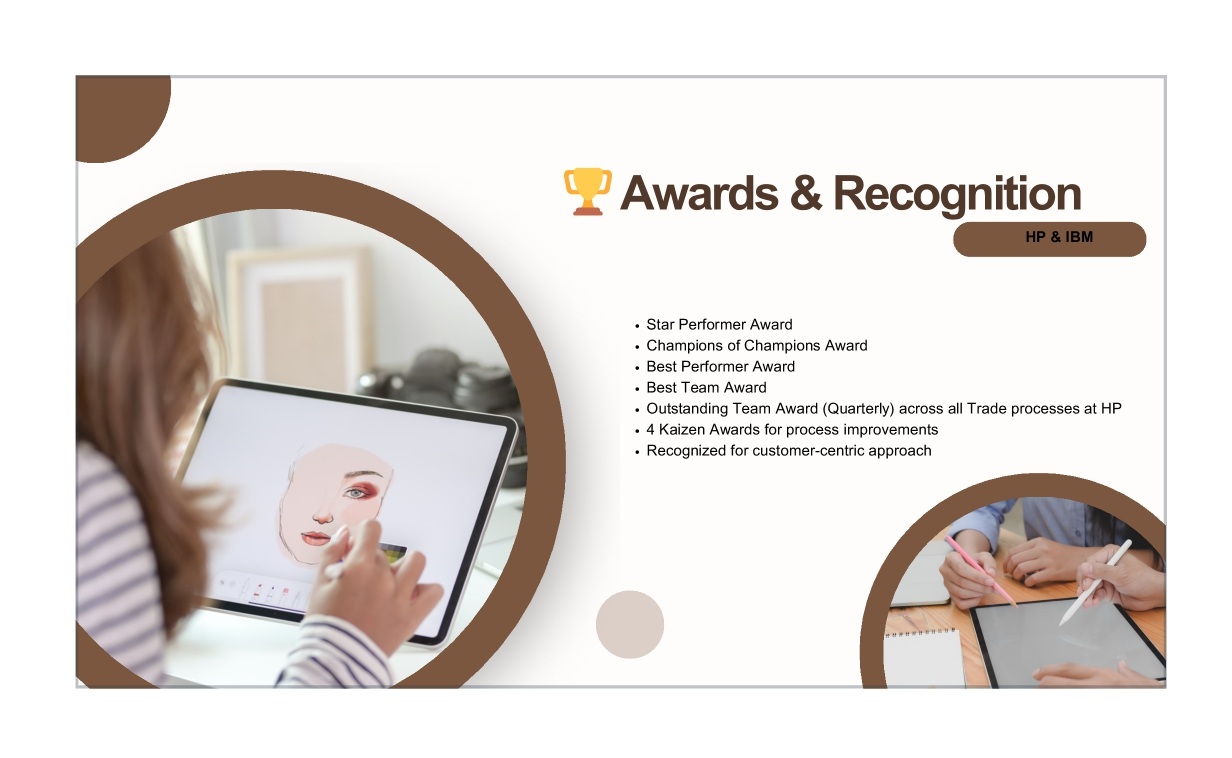 🏆 Awards & Recognition
HP & IBM
• Star Performer Award
• Champions of Champions Award
• Best Performer Award
• Best Team Award
• Outstanding Team Award (Quarterly) across all Trade processes at HP
• 4 Kaizen Awards for process improvements
• Recognized for customer-centric approach